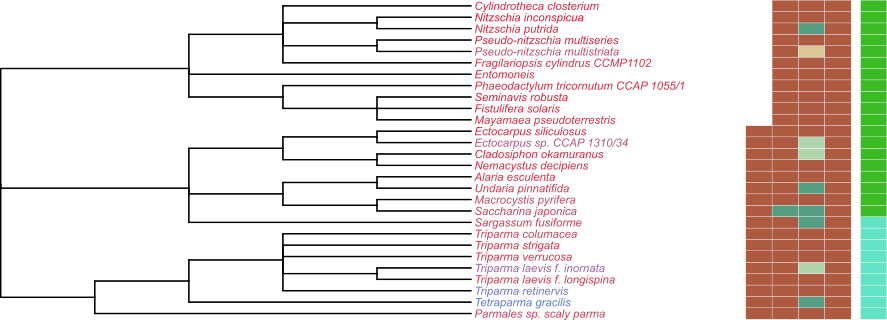 Cylindrotheca closterium
Nitzschia inconspicua
Nitzschia putrida
Pseudo-nitzschia multiseries
Pseudo-nitzschia multistriata
Fragilariopsis cylindrus CCMP1102
Entomoneis
Phaeodactylum tricornutum CCAP 1055/1
Seminavis robusta
Fistulifera solaris
Mayamaea pseudoterrestris
Ectocarpus siliculosus
Ectocarpus sp. CCAP 1310/34
Cladosiphon okamuranus
Nemacystus decipiens
Alaria esculenta
Undaria pinnatifida
Macrocystis pyrifera
Saccharina japonica
Sargassum fusiforme
Triparma columacea
Triparma strigata
Triparma verrucosa
Triparma laevis f. inornata
Triparma laevis f. longispina
Triparma retinervis
Tetraparma gracilis
Parmales sp. scaly parma